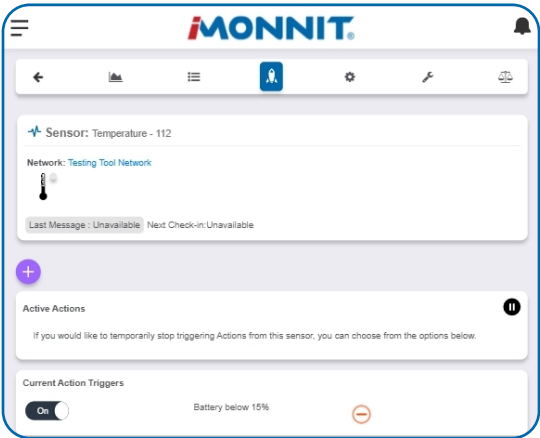 iMONNIT.
Sensor: Temperature - 112
Network: Testing Tool Network
Last Message : Unavailable Next Check-in:Unavailable
Active Actions
If you would like to temporarily stop triggering Actions from this sensor, you can choose from the options below.
Current Action Triggers
On Battery below 15%